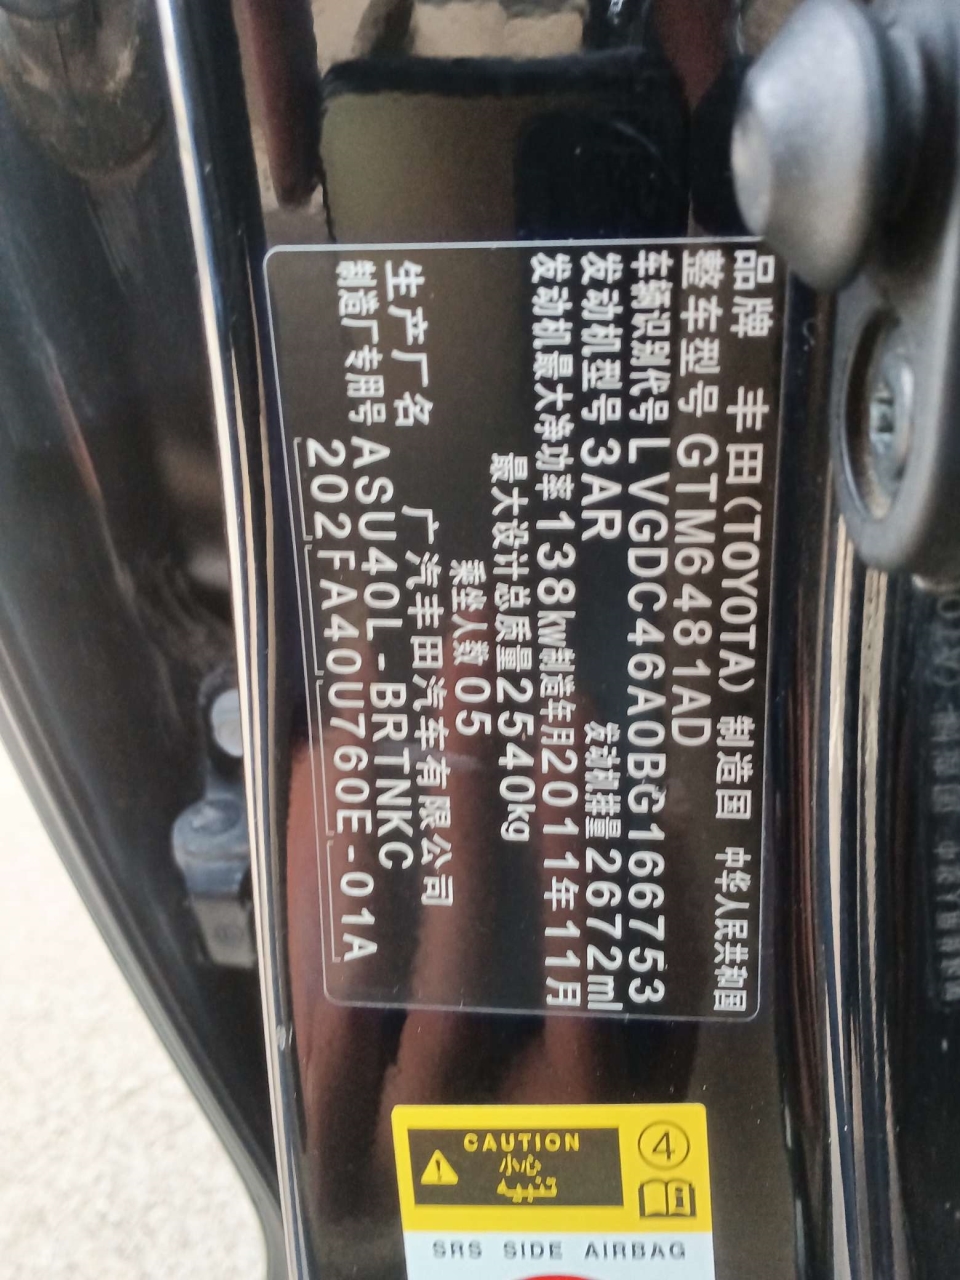 品牌 丰田(TOYOTA) 制造国 中华人民共和国
整车型号 GTM6481AD
车辆识别代号 LVGDC46A0BG166753
发动机型号 3AR 发动机排量 2672ml
发动机最大净功率 138kW 制造年月 2011年11月
最大设计总质量 2540kg
乘坐人数 05
生产厂名 广汽丰田汽车有限公司
制造厂专用号 ASU40L-BRTNKC
202FA40U760E-01A
CAUTION
小心
تنبيه
4
SRS SIDE AIRBAG